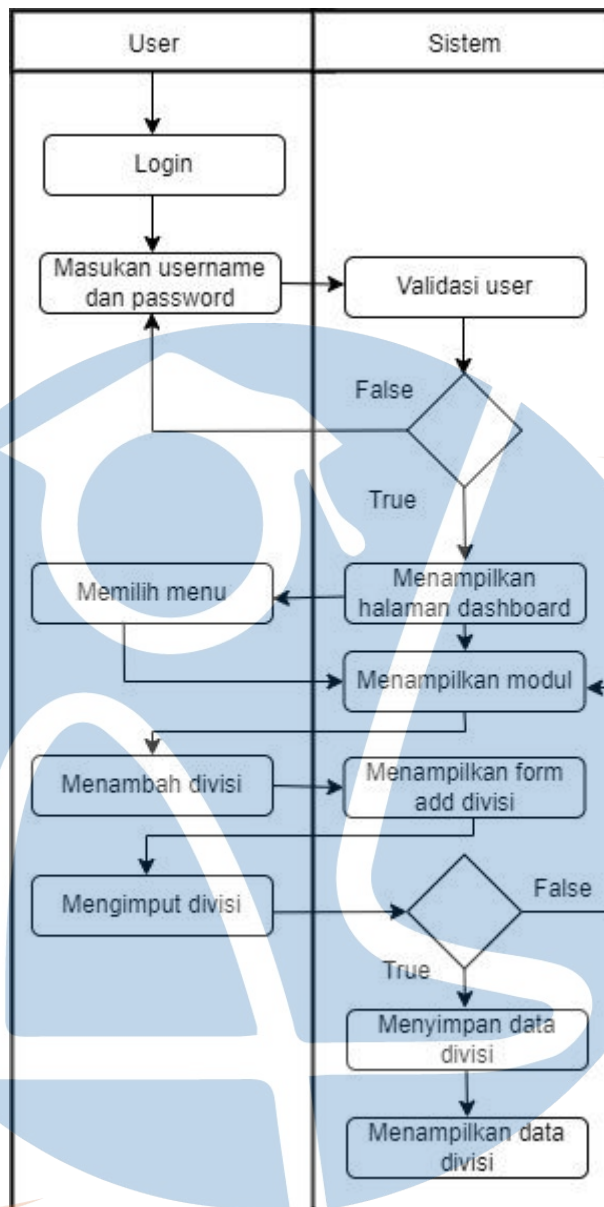 User
Sistem
Login
Masukan username
dan password
Validasi user
False
True
Memilih menu
Menampilkan
halaman dashboard
Menampilkan modul
Menambah divisi
Menampilkan form
add divisi
Mengimput divisi
False
True
Menyimpan data
divisi
Menampilkan data
divisi